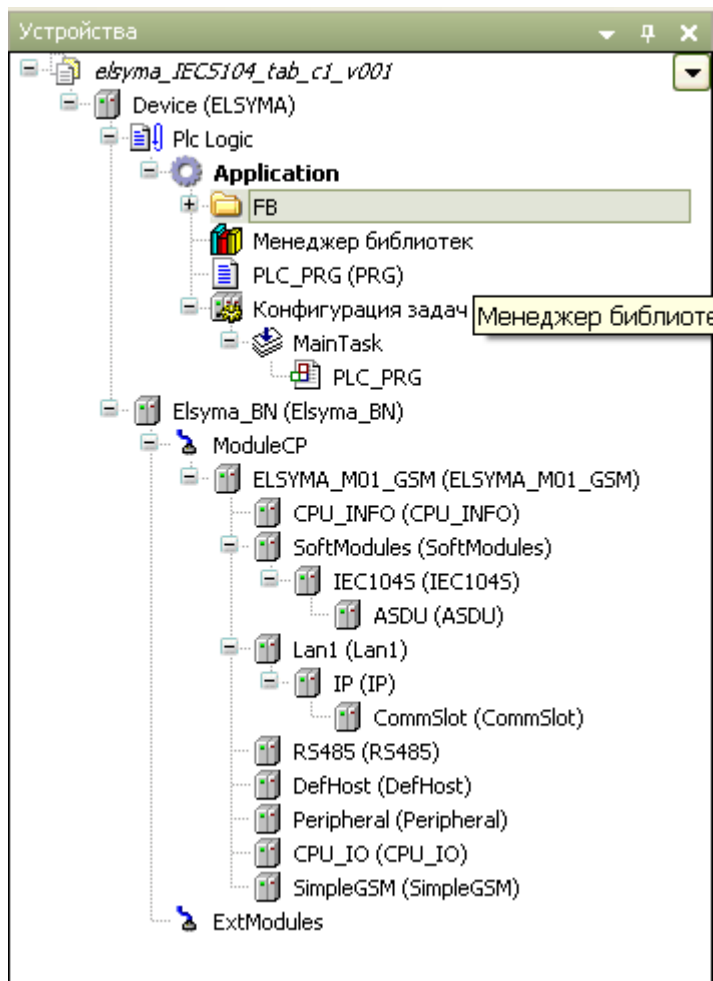 Устройства
elsyma_IEC5104_tab_c1_v001
Device (ELSYMA)
Plc Logic
Application
FB
Менеджер библиотек
PLC_PRG (PRG)
Конфигурация задач
Менеджер библиоте
MainTask
PLC_PRG
Elsyma_BN (Elsyma_BN)
ModuleCP
ELSYMA_M01_GSM (ELSYMA_M01_GSM)
CPU_INFO (CPU_INFO)
SoftModules (SoftModules)
IEC104S (IEC104S)
ASDU (ASDU)
Lan1 (Lan1)
IP (IP)
CommSlot (CommSlot)
RS485 (RS485)
DefHost (DefHost)
Peripheral (Peripheral)
CPU_IO (CPU_IO)
SimpleGSM (SimpleGSM)
ExtModules